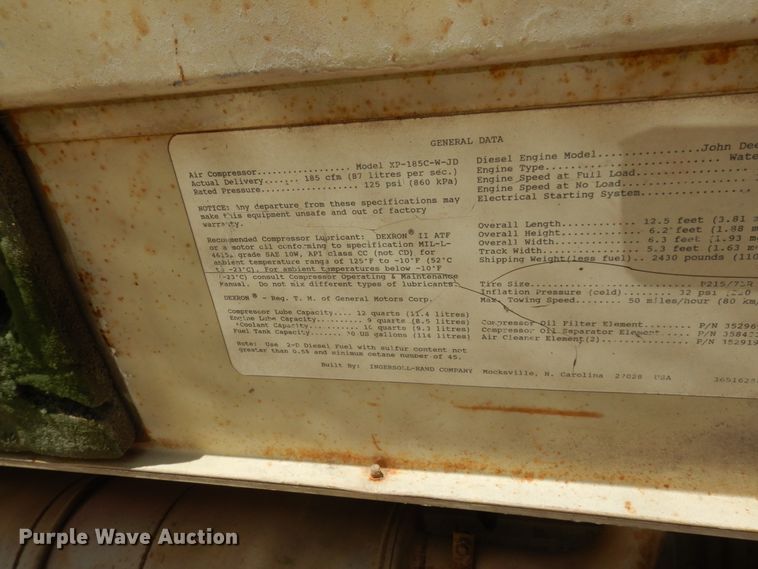 GENERAL DATA
Air Compressor................. Model XP-185C-W-JD
Actual Delivery....... 185 cfm (87 litres per sec.)
Rated Pressure................. 125 psi (860 kPa)
NOTICE: Any departure from these specifications may
make this equipment unsafe and out of factory
warranty.
Recommended Compressor Lubricant: DEXRON® II ATF
or a motor oil conforming to specification MIL-L-
grade SAE 10W, API class CC (not CD) for
ambient temperature range of 125°F to -10°F (52°C
to -23°C). For ambient temperatures below -10°F
(-23°C) consult Compressor Operating & Maintenance
Manual. Do not mix different types of lubricants.
DEXRON® - Reg. T. M. of General Motors Corp.
Compressor Lube Capacity.... 12 quarts (11.4 litres)
Engine Lube Capacity........ 9 quarts (8.5 litres)
*Coolant Capacity........... 10 quarts (9.3 litres)
Fuel Tank Capacity.......... 30 US gallons (114 litres)
Note: Use 2-D Diesel Fuel with sulfur content not
greater than 0.5% and minimum cetane number of 45.
Diesel Engine Model............... John Dee
Engine Type....................... Wate
Engine Speed at Full Load.........
Engine Speed at No Load...........
Electrical Starting System........
Overall Length............ 12.5 feet (3.81
Overall Height............ 6.2 feet (1.88 m
Overall Width............. 6.3 feet (1.93 m
Track Width............... 5.3 feet (1.63 m
Shipping Weight(less fuel).. 2430 pounds (110
Tire Size................. P215/75R
Inflation Pressure (cold)....... 32 psi
Max. Towing Speed......... 50 miles/hour (80 km/
Compressor Oil Filter Element..... P/N 35296
Compressor Oil Separator Element.... P/N
Air Cleaner Element(2)............ P/N 352919
Built By: INGERSOLL-RAND COMPANY Mocksville, N. Carolina 27028 USA
Purple Wave Auction